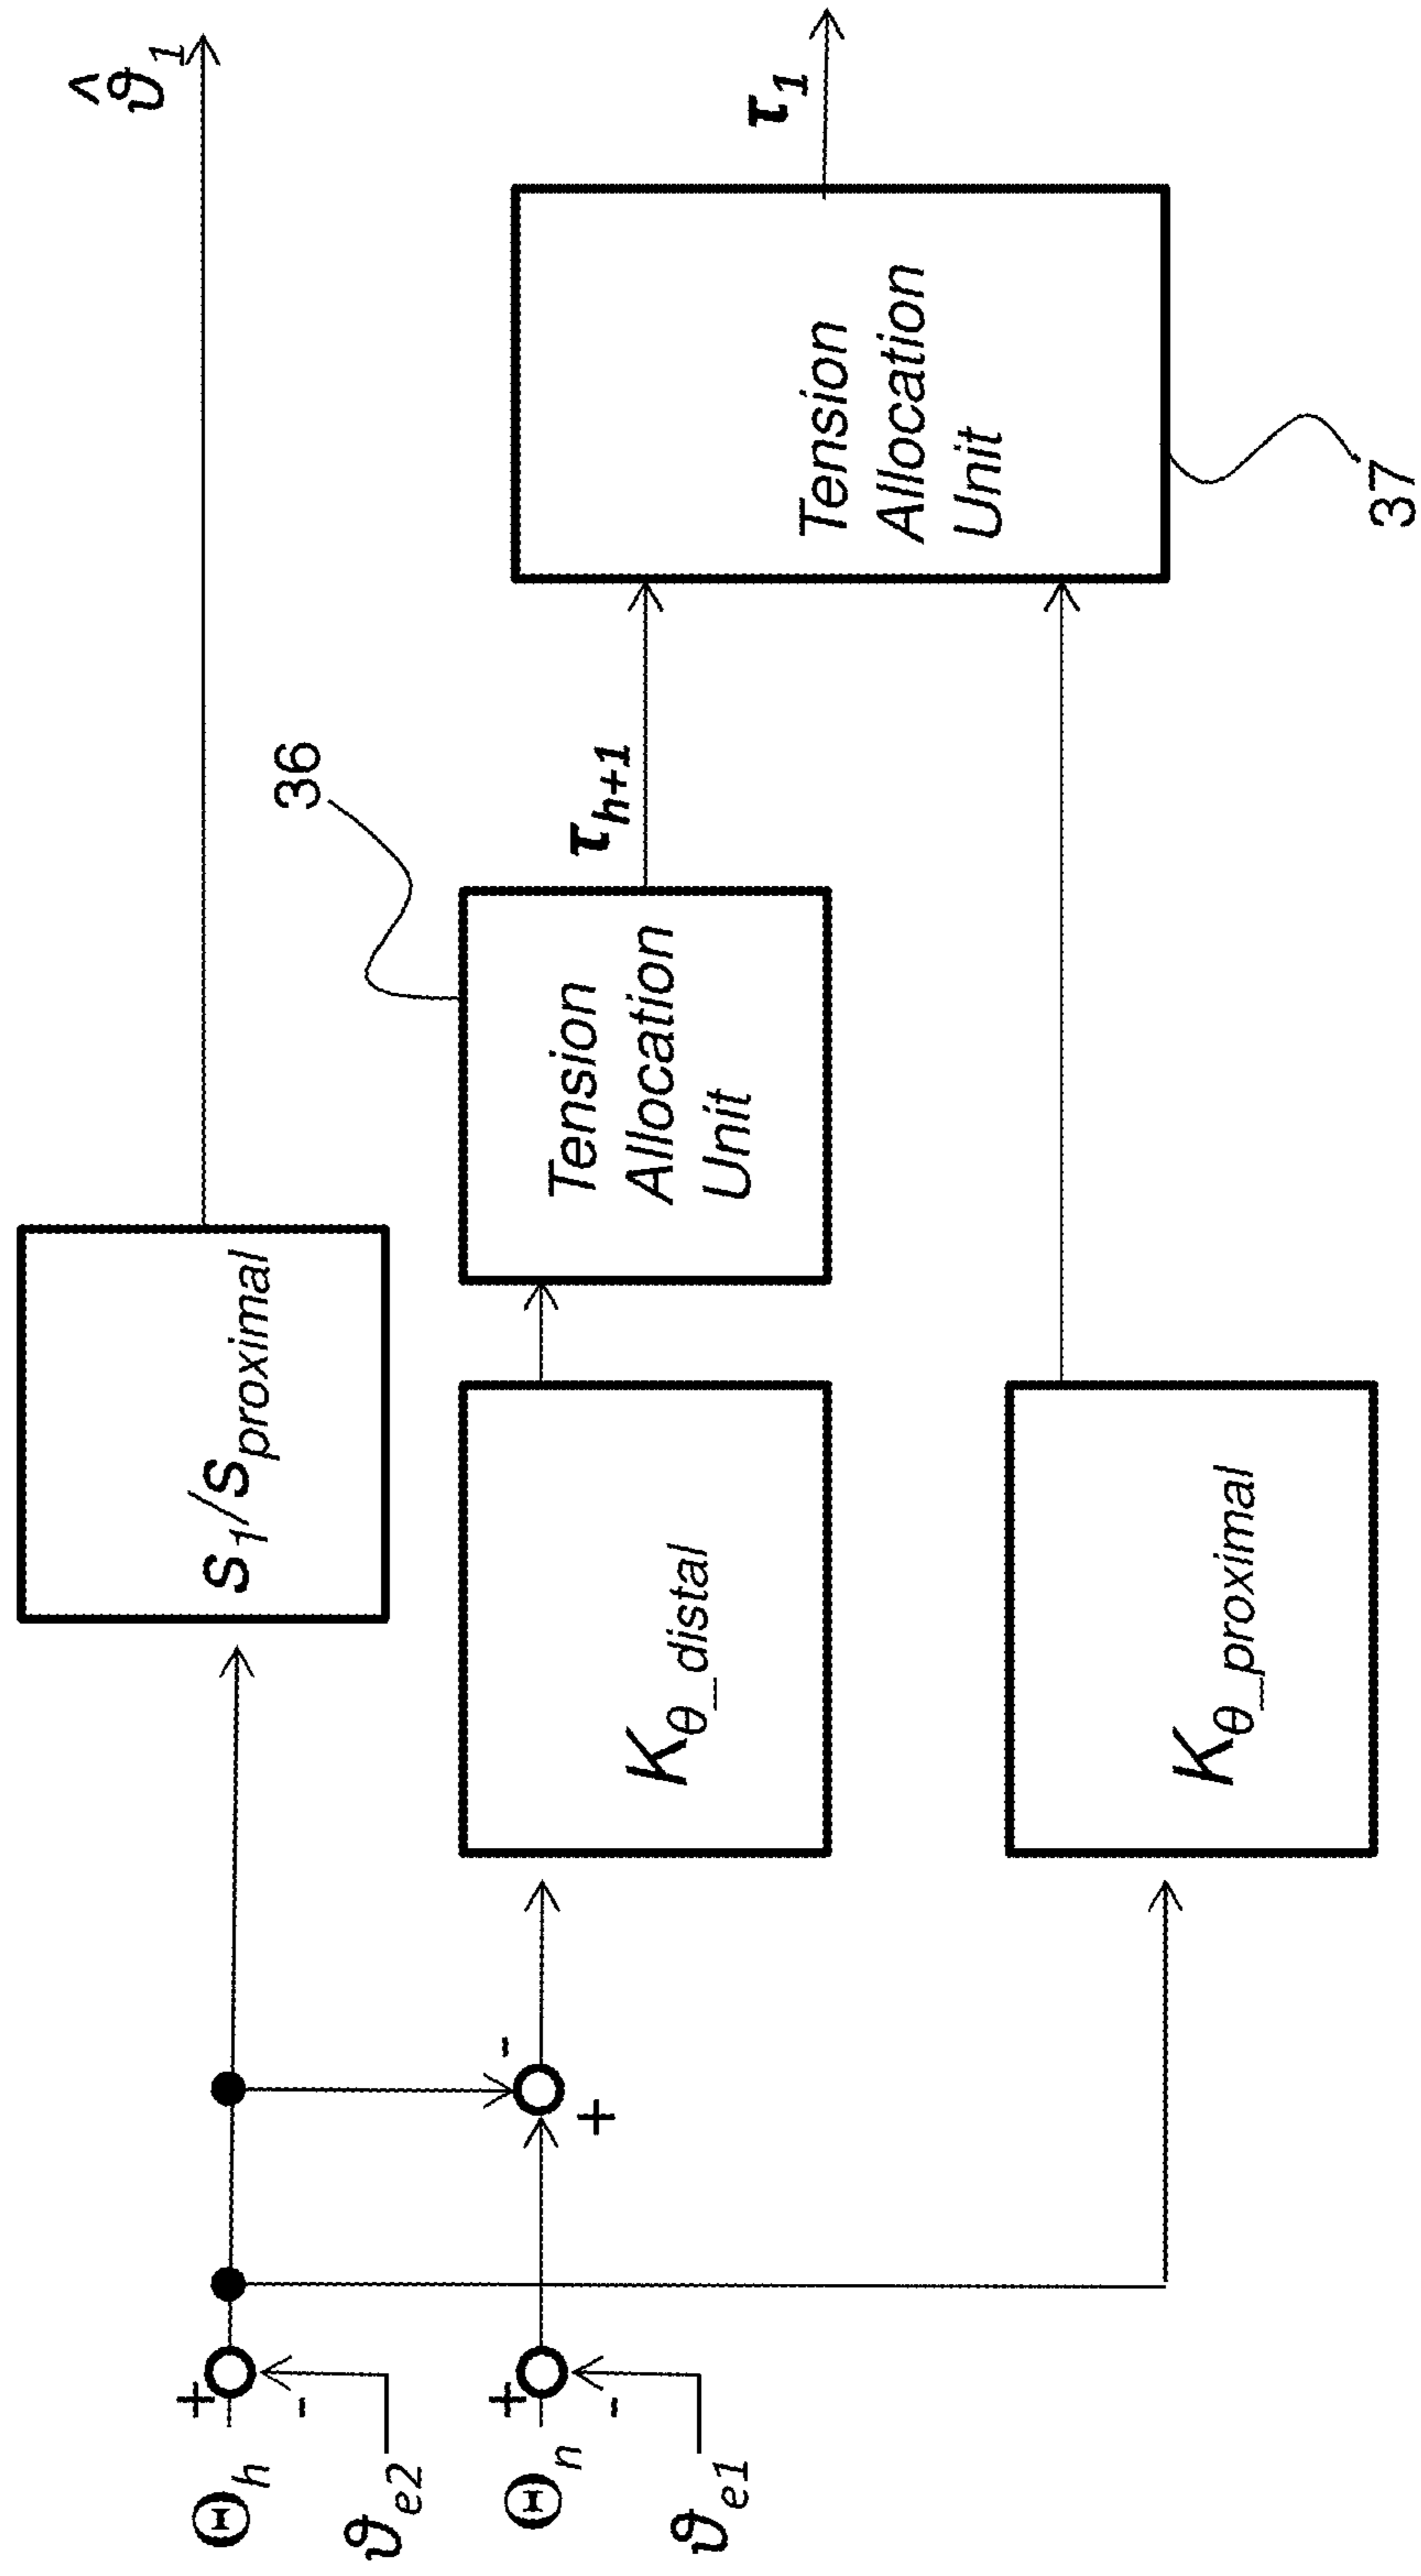 Θh
+
-
ϑe2
Θn
+
-
ϑe1
-
+
s1/sproximal
Kθ_distal
Kθ_proximal
Tension
Allocation
Unit
36
τh+1
Tension
Allocation
Unit
37
ϑ̂1
τ1